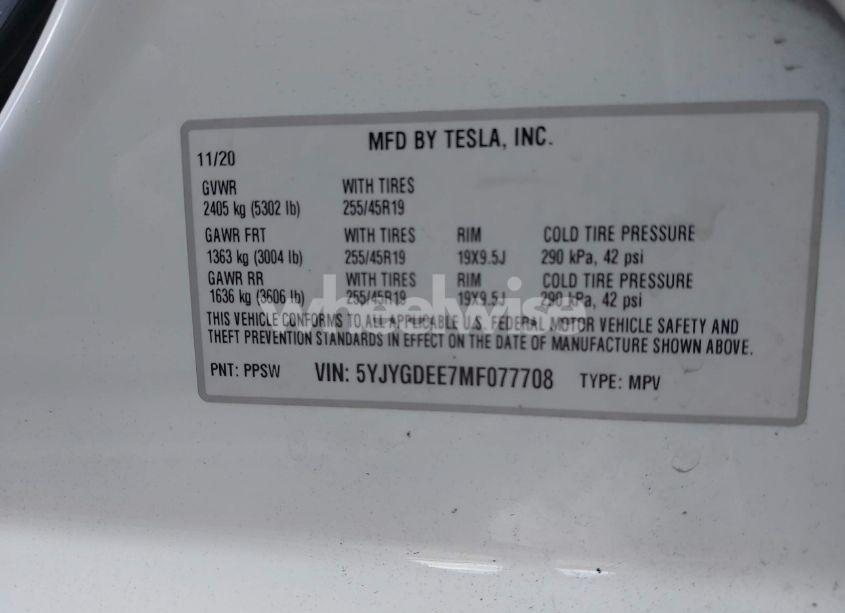 MFD BY TESLA, INC.
11/20
GVWR WITH TIRES
2405 kg (5302 lb) 255/45R19
GAWR FRT WITH TIRES RIM COLD TIRE PRESSURE
1363 kg (3004 lb) 255/45R19 19X9.5J 290 kPa, 42 psi
GAWR RR WITH TIRES RIM COLD TIRE PRESSURE
1636 kg (3606 lb) 255/45R19 19X9.5J 290 kPa, 42 psi
wheelwise
THIS VEHICLE CONFORMS TO ALL APPLICABLE U.S. FEDERAL MOTOR VEHICLE SAFETY AND
THEFT PREVENTION STANDARDS IN EFFECT ON THE DATE OF MANUFACTURE SHOWN ABOVE.
PNT: PPSW VIN: 5YJYGDEE7MF077708 TYPE: MPV